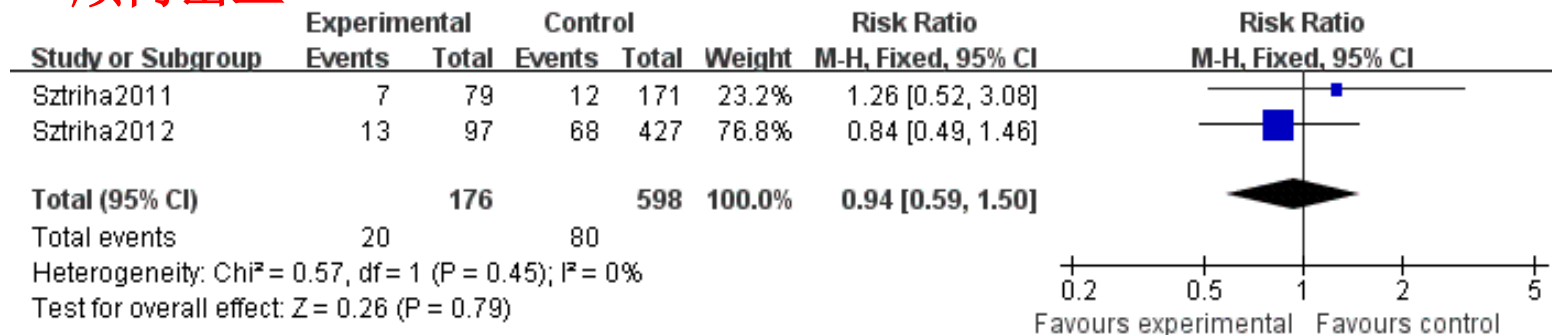 Experimental Control Risk Ratio Risk Ratio
Study or Subgroup Events Total Events Total Weight M-H, Fixed, 95% CI M-H, Fixed, 95% CI
Sztriha2011 7 79 12 171 23.2% 1.26 [0.52, 3.08]
Sztriha2012 13 97 68 427 76.8% 0.84 [0.49, 1.46]
Total (95% CI) 176 598 100.0% 0.94 [0.59, 1.50]
Total events 20 80
Heterogeneity: Chi² = 0.57, df = 1 (P = 0.45); I² = 0%
Test for overall effect: Z = 0.26 (P = 0.79)
0.2 0.5 1 2 5
Favours experimental Favours control